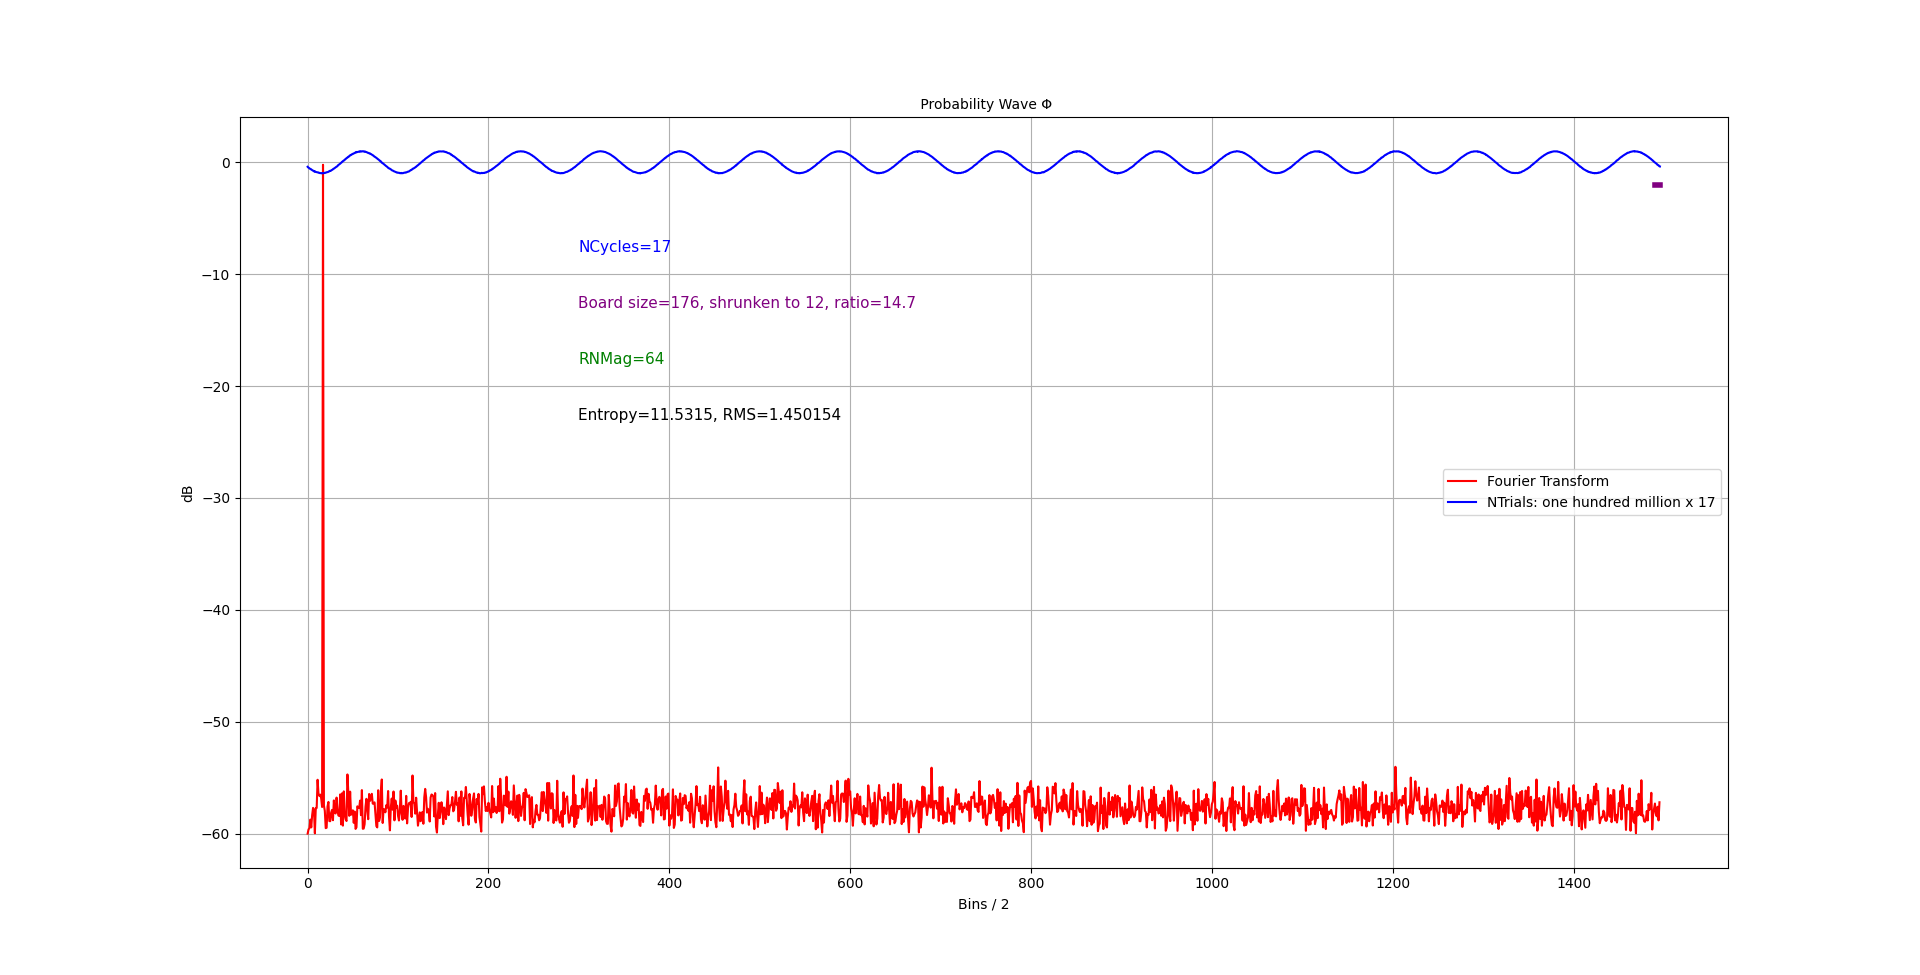 Probability Wave Φ
0
−10
−20
−30
−40
−50
−60
dB
NCycles=17
Board size=176, shrunken to 12, ratio=14.7
RNMag=64
Entropy=11.5315, RMS=1.450154
Fourier Transform
NTrials: one hundred million x 17
0 200 400 600 800 1000 1200 1400
Bins / 2